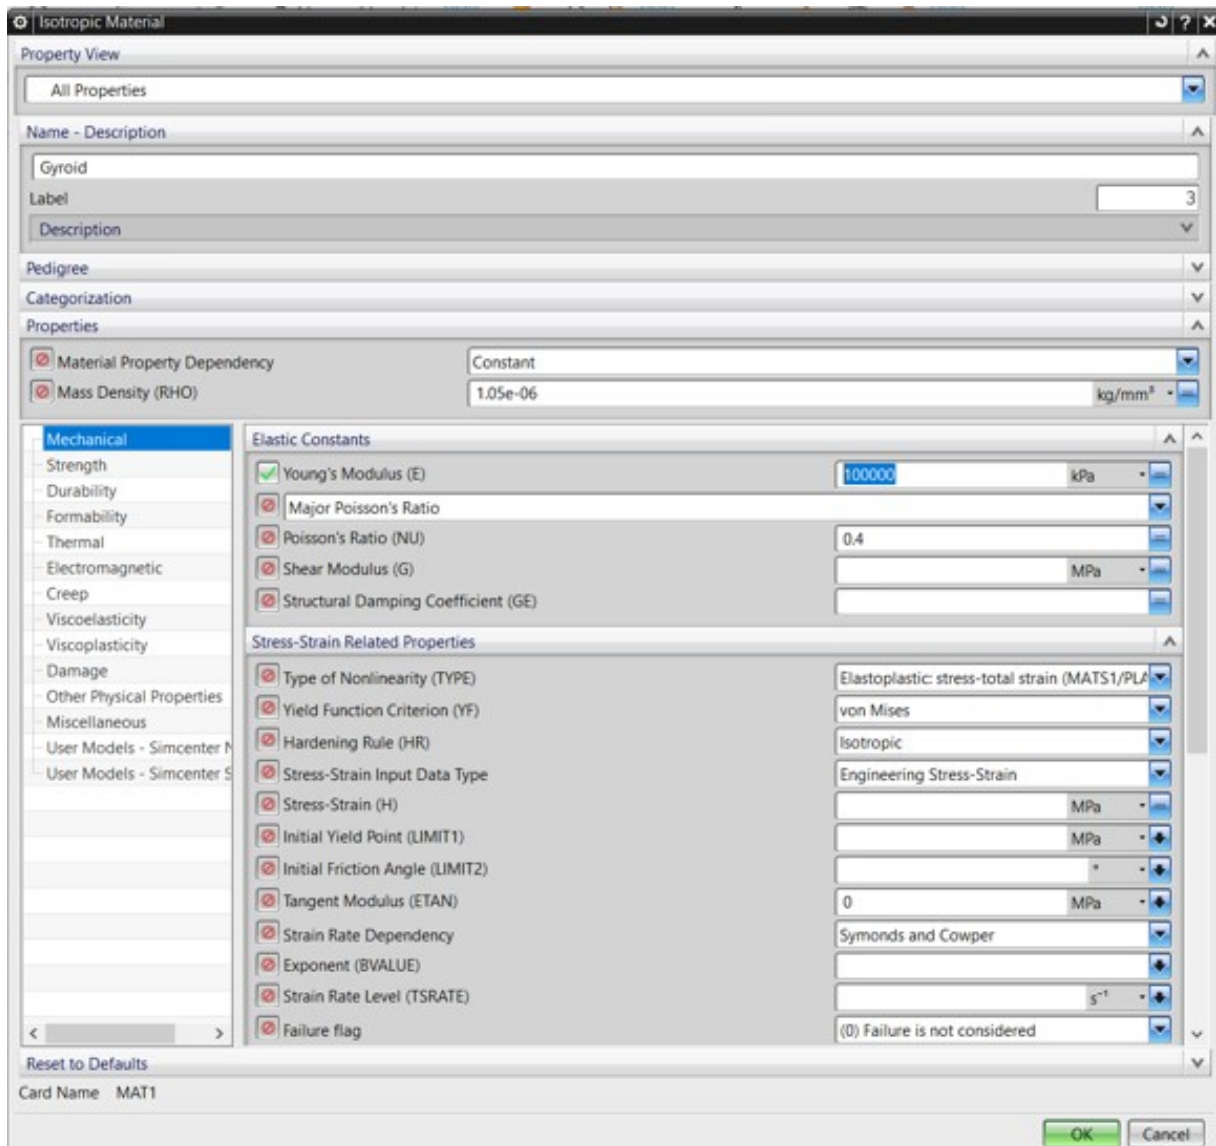 Isotropic Material
Property View
All Properties
Name - Description
Gyroid
Label 3
Description
Pedigree
Categorization
Properties
Material Property Dependency Constant
Mass Density (RHO) 1.05e-06 kg/mm³
Mechanical
Strength
Durability
Formability
Thermal
Electromagnetic
Creep
Viscoelasticity
Viscoplasticity
Damage
Other Physical Properties
Miscellaneous
User Models - Simcenter N
User Models - Simcenter S
Elastic Constants
Young's Modulus (E) 100000 kPa
Major Poisson's Ratio
Poisson's Ratio (NU) 0.4
Shear Modulus (G) MPa
Structural Damping Coefficient (GE)
Stress-Strain Related Properties
Type of Nonlinearity (TYPE) Elastoplastic: stress-total strain (MATS1/PLA
Yield Function Criterion (YF) von Mises
Hardening Rule (HR) Isotropic
Stress-Strain Input Data Type Engineering Stress-Strain
Stress-Strain (H) MPa
Initial Yield Point (LIMIT1) MPa
Initial Friction Angle (LIMIT2) °
Tangent Modulus (ETAN) 0 MPa
Strain Rate Dependency Symonds and Cowper
Exponent (BVALUE)
Strain Rate Level (TSRATE) s⁻¹
Failure flag (0) Failure is not considered
Reset to Defaults
Card Name MAT1
OK Cancel